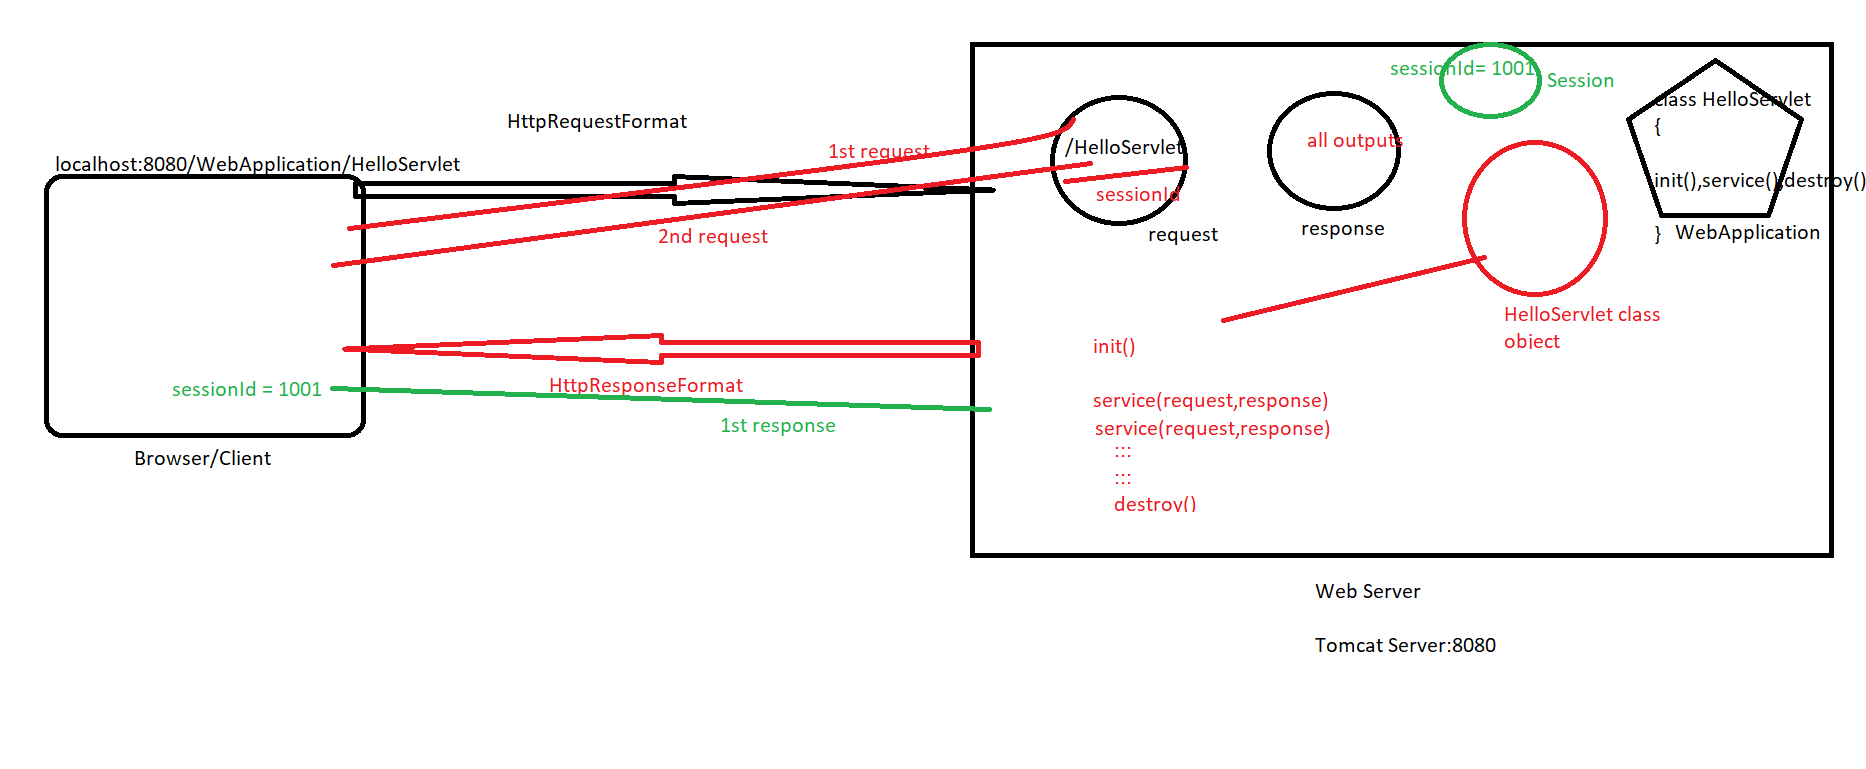 HttpRequestFormat
localhost:8080/WebApplication/HelloServlet
1st request
2nd request
HttpResponseFormat
sessionId = 1001
1st response
Browser/Client
/HelloServlet
sessionId
request
all outputs
response
sessionId= 1001
Session
class HelloServlet
{
init(),service(),destroy()
} WebApplication
HelloServlet class
object
init()
service(request,response)
service(request,response)
:::
:::
destroy()
Web Server
Tomcat Server:8080